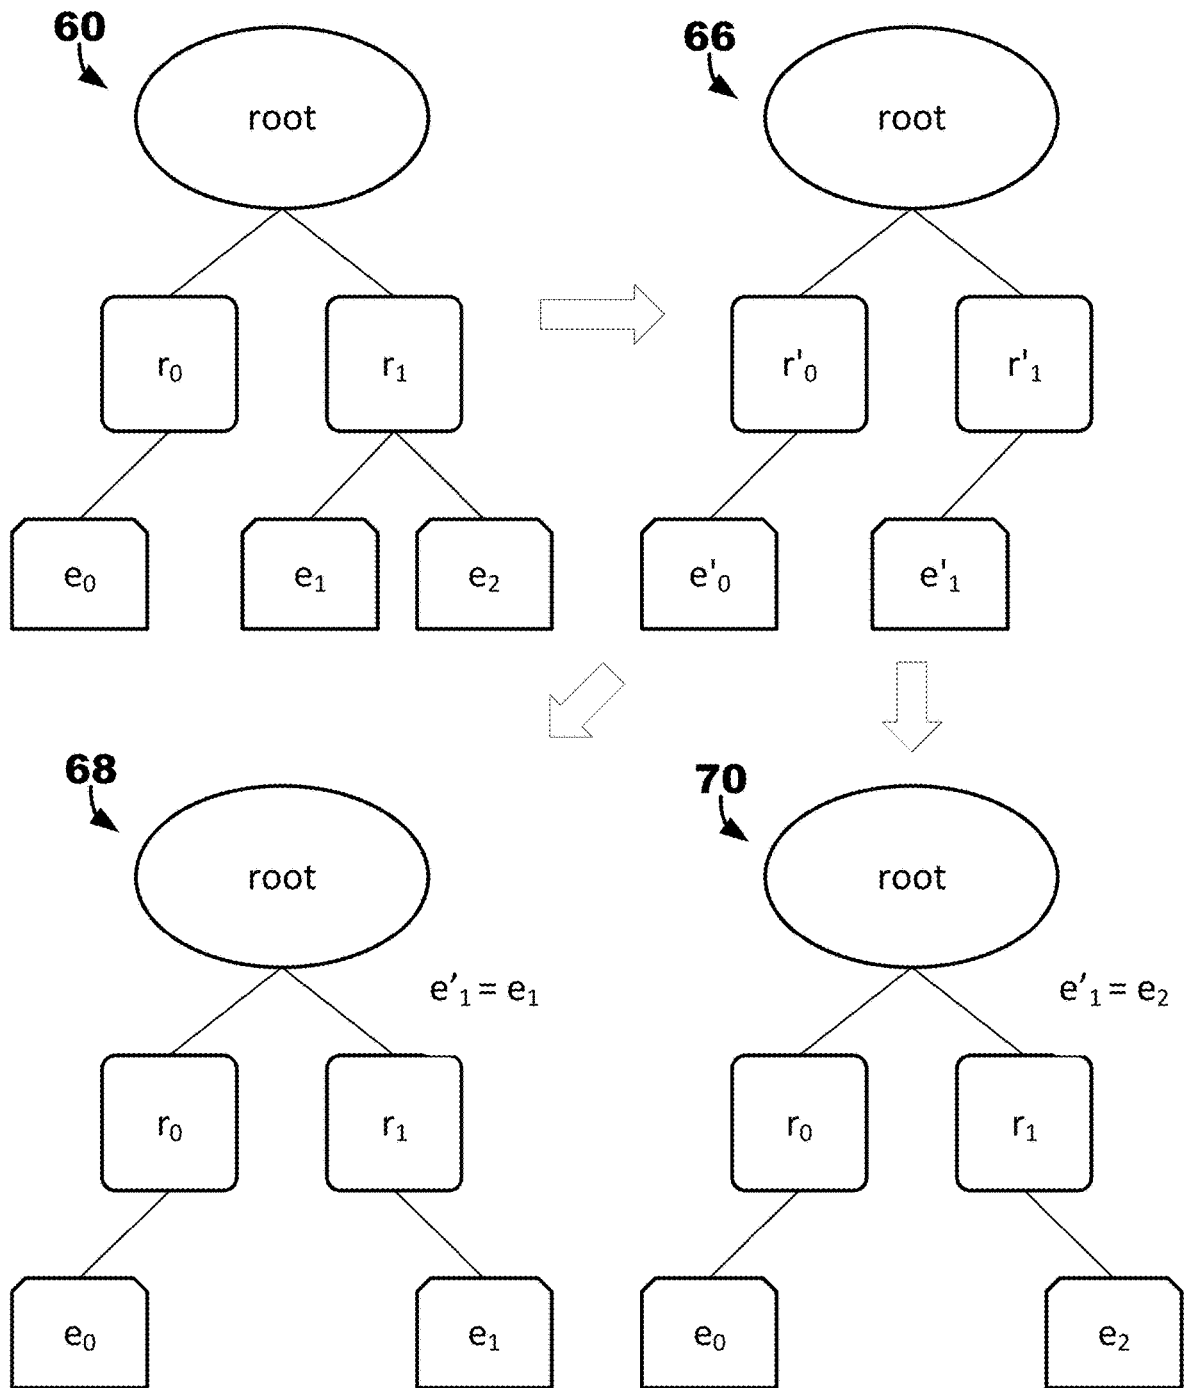 60
66
root
root
r₀
r₁
r'₀
r'₁
e₀
e₁
e₂
e'₀
e'₁
68
70
root
root
e'₁ = e₁
e'₁ = e₂
r₀
r₁
r₀
r₁
e₀
e₁
e₀
e₂